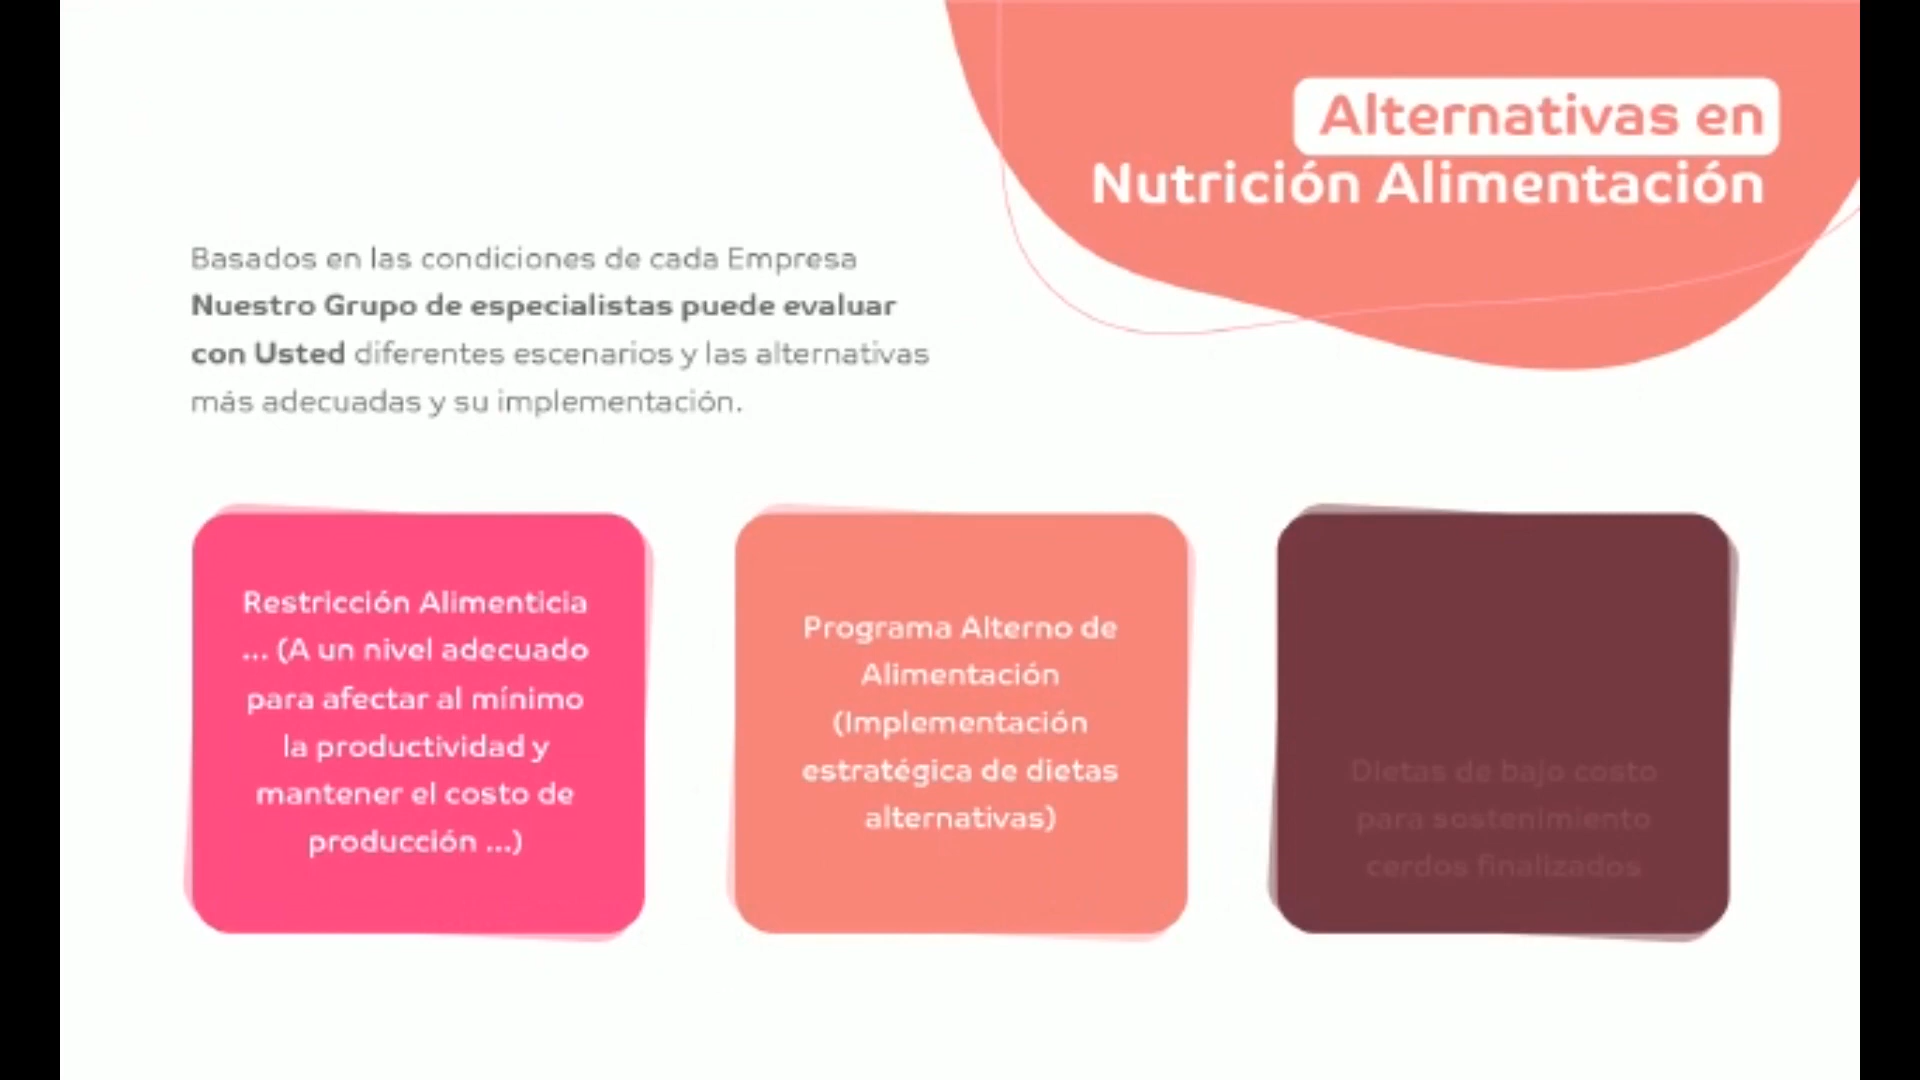 Alternativas en
Nutrición Alimentación
Basados en las condiciones de cada Empresa
Nuestro Grupo de especialistas puede evaluar
con Usted diferentes escenarios y las alternativas
más adecuadas y su implementación.
Restricción Alimenticia
... (A un nivel adecuado
para afectar al mínimo
la productividad y
mantener el costo de
producción ...)
Programa Alterno de
Alimentación
(Implementación
estratégica de dietas
alternativas)
Dietas de bajo costo
para sostenimiento
cerdos finalizados